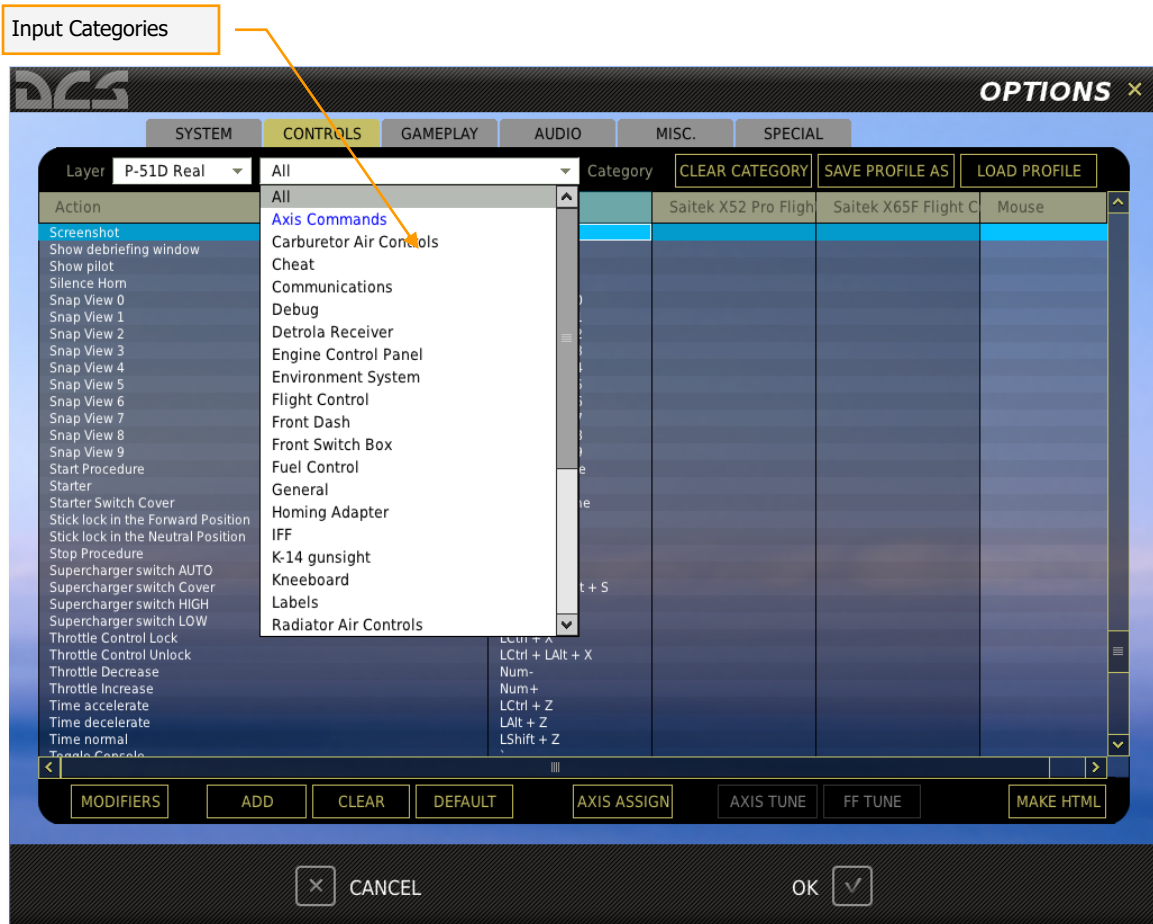 Input Categories
DCS
OPTIONS ×
SYSTEM CONTROLS GAMEPLAY AUDIO MISC. SPECIAL
Layer P-51D Real All Category CLEAR CATEGORY SAVE PROFILE AS LOAD PROFILE
Action Saitek X52 Pro Fligh Saitek X65F Flight C Mouse
All
Axis Commands
Carburetor Air Controls
Cheat
Communications
Debug
Detrola Receiver
Engine Control Panel
Environment System
Flight Control
Front Dash
Front Switch Box
Fuel Control
General
Homing Adapter
IFF
K-14 gunsight
Kneeboard
Labels
Radiator Air Controls
Screenshot
Show debriefing window
Show pilot
Silence Horn
Snap View 0
Snap View 1
Snap View 2
Snap View 3
Snap View 4
Snap View 5
Snap View 6
Snap View 7
Snap View 8
Snap View 9
Start Procedure
Starter
Starter Switch Cover
Stick lock in the Forward Position
Stick lock in the Neutral Position
Stop Procedure
Supercharger switch AUTO
Supercharger switch Cover t + S
Supercharger switch HIGH
Supercharger switch LOW
Throttle Control Lock LCtrl + X
Throttle Control Unlock LCtrl + LAlt + X
Throttle Decrease Num-
Throttle Increase Num+
Time accelerate LCtrl + Z
Time decelerate LAlt + Z
Time normal LShift + Z
Toggle Console `
MODIFIERS ADD CLEAR DEFAULT AXIS ASSIGN AXIS TUNE FF TUNE MAKE HTML
CANCEL OK